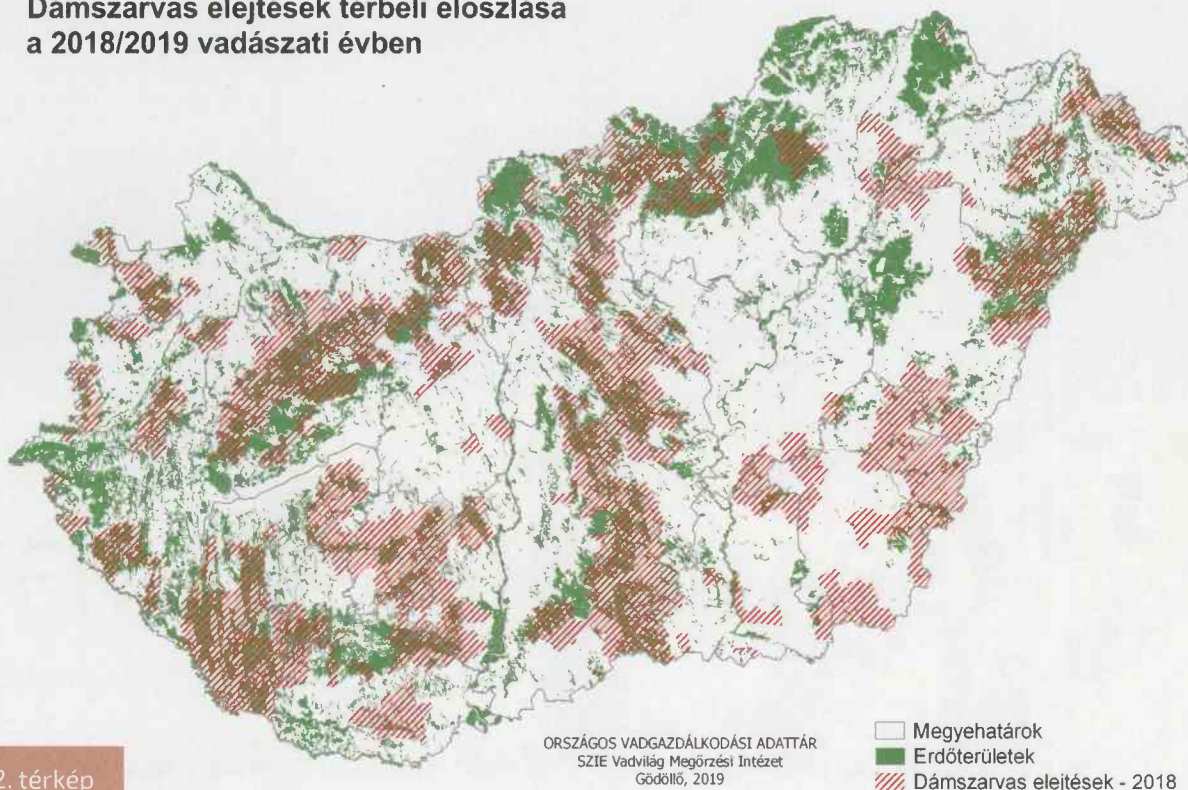 Dámszarvas elejtések térbeli eloszlása
a 2018/2019 vadászati évben
ORSZÁGOS VADGAZDÁLKODÁSI ADATTÁR
SZIE Vadvilág Megőrzési Intézet
Gödöllő, 2019
Megyehatárok
Erdőterületek
Dámszarvas elejtések - 2018
2. térkép